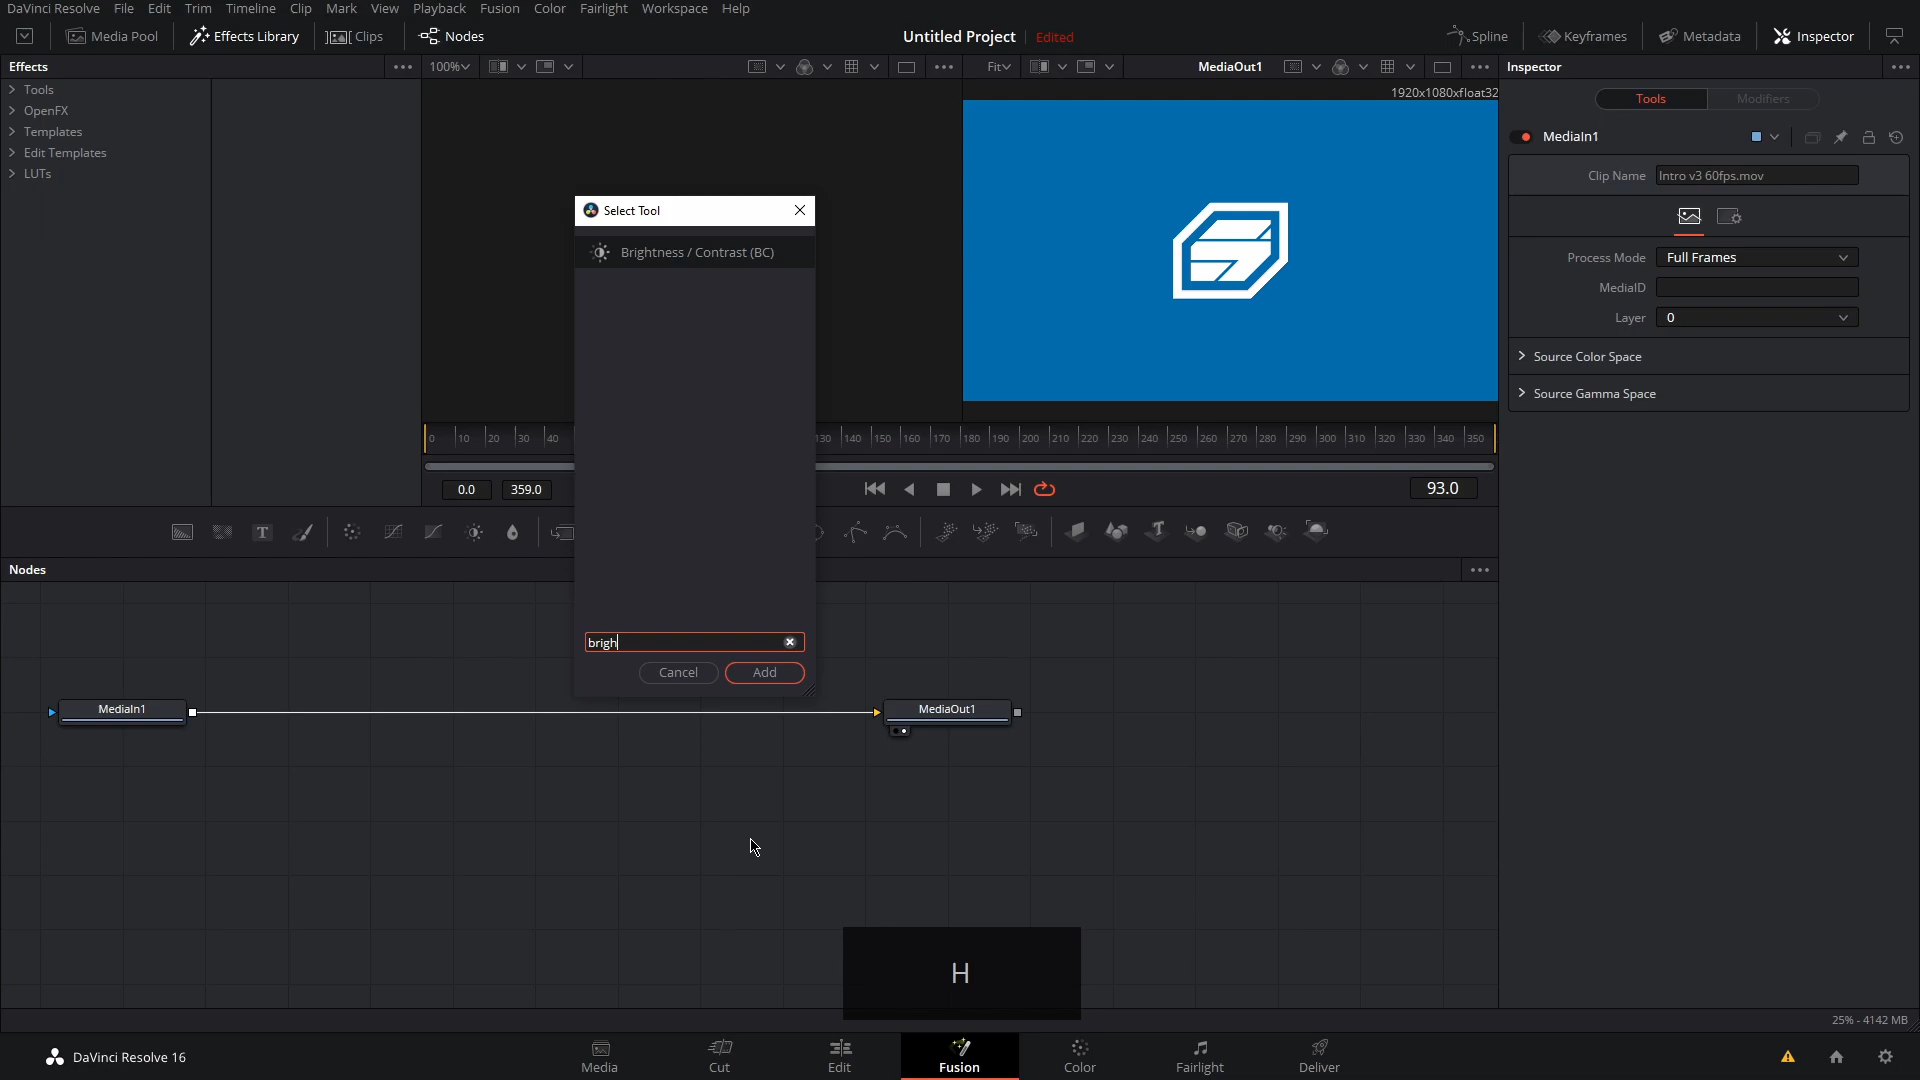 DaVinci Resolve File Edit Trim Timeline Clip Mark View Playback Fusion Color Fairlight Workspace Help
Media Pool Effects Library Clips Nodes Untitled Project Edited Spline Keyframes Metadata Inspector
Effects 100% Fit MediaOut1 Inspector
1920x1080xfloat32
Tools
OpenFX
Templates
Edit Templates
LUTs
Tools Modifiers
MediaIn1
Clip Name Intro v3 60fps.mov
Process Mode Full Frames
MediaID
Layer 0
Source Color Space
Source Gamma Space
Select Tool
Brightness / Contrast (BC)
brigh
Cancel Add
0 10 20 30 40 130 140 150 160 170 180 190 200 210 220 230 240 250 260 270 280 290 300 310 320 330 340 350
0.0 359.0 93.0
T
Nodes
MediaIn1 MediaOut1
H
25% - 4142 MB
DaVinci Resolve 16
Media Cut Edit Fusion Color Fairlight Deliver